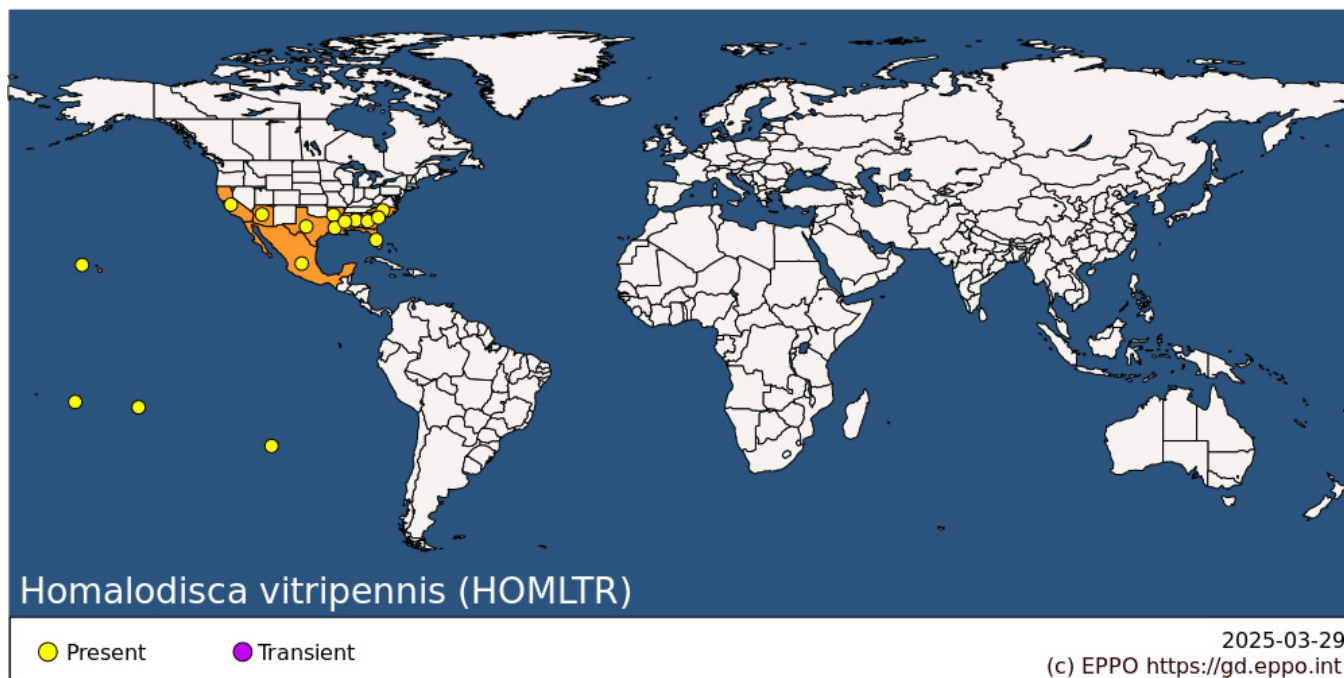 Homalodisca vitripennis (HOMLTR)
Present
Transient
2025-03-29
(c) EPPO https://gd.eppo.int